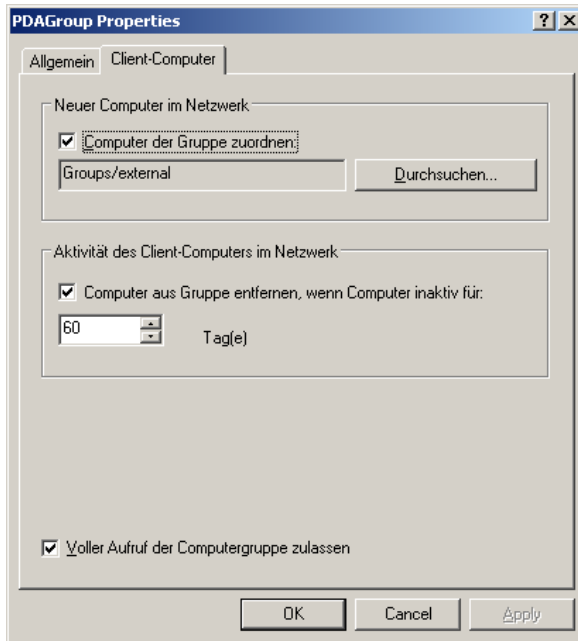 PDAGroup Properties
Allgemein
Client-Computer
Neuer Computer im Netzwerk
Computer der Gruppe zuordnen:
Groups/external
Durchsuchen...
Aktivität des Client-Computers im Netzwerk
Computer aus Gruppe entfernen, wenn Computer inaktiv für:
60
Tag(e)
Voller Aufruf der Computergruppe zulassen
OK
Cancel
Apply